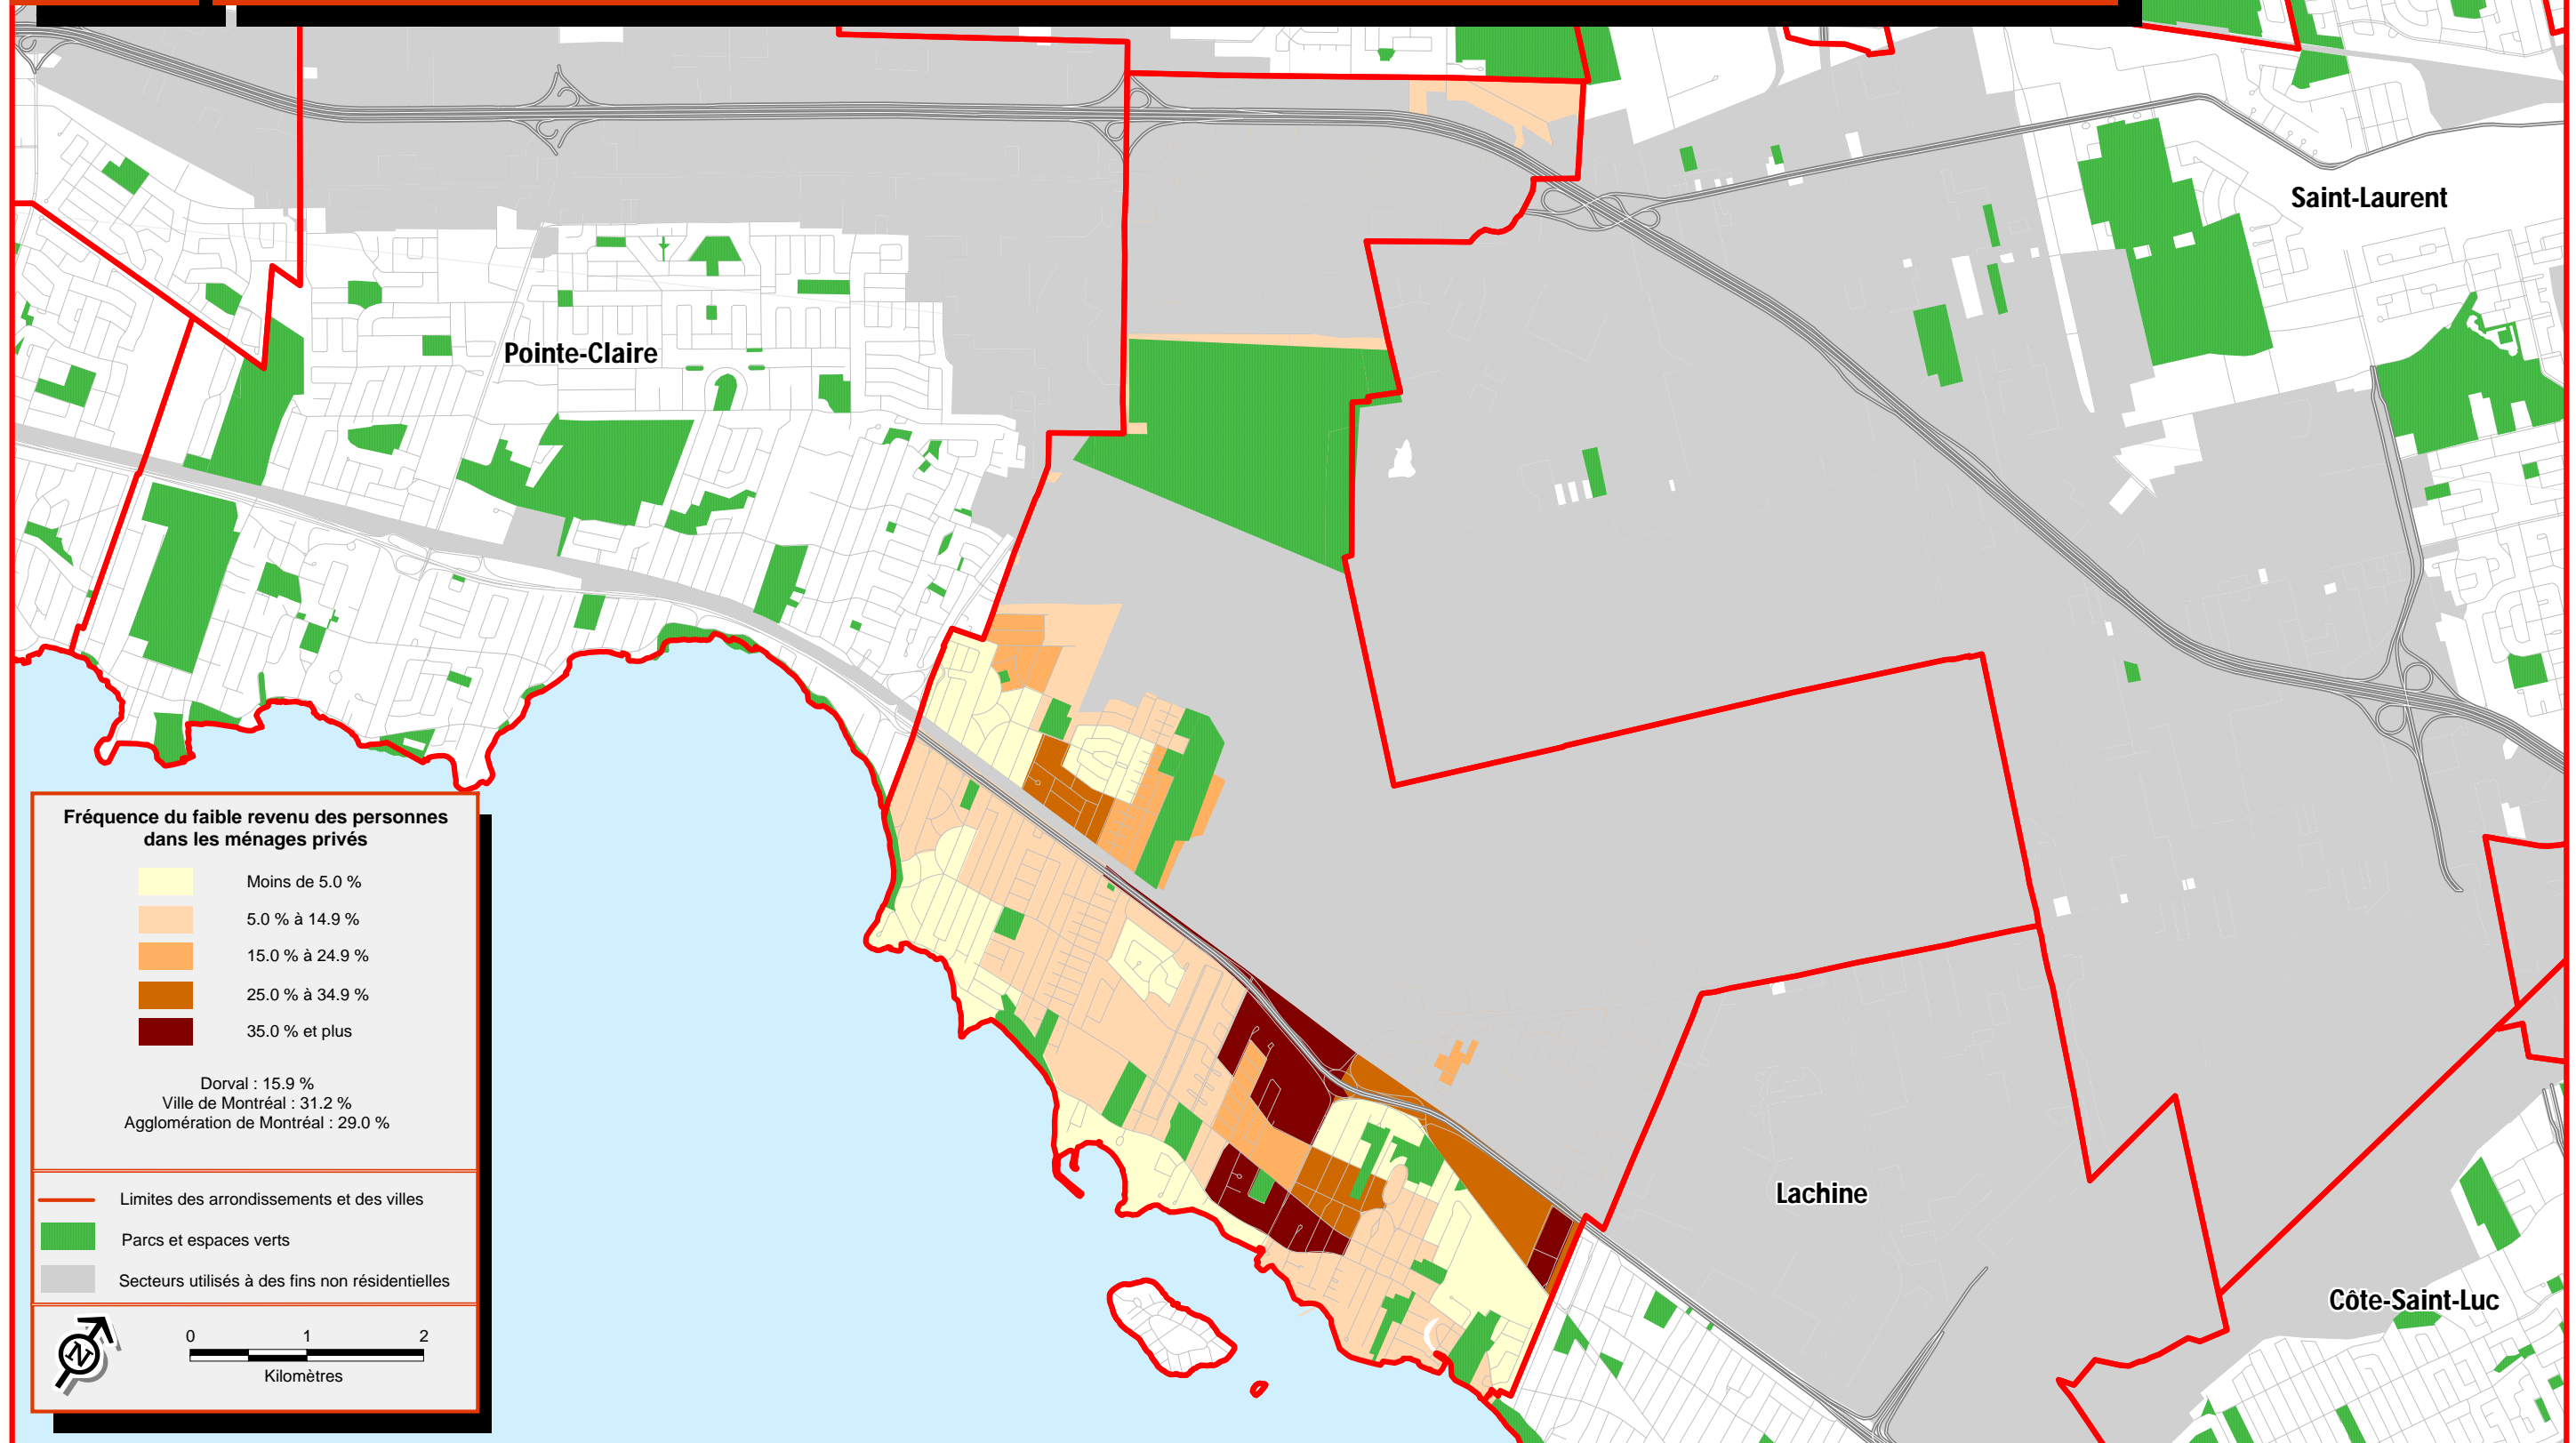 Saint-Laurent
Pointe-Claire
Lachine
Côte-Saint-Luc
Fréquence du faible revenu des personnes
dans les ménages privés
Moins de 5.0 %
5.0 % à 14.9 %
15.0 % à 24.9 %
25.0 % à 34.9 %
35.0 % et plus
Dorval : 15.9 %
Ville de Montréal : 31.2 %
Agglomération de Montréal : 29.0 %
Limites des arrondissements et des villes
Parcs et espaces verts
Secteurs utilisés à des fins non résidentielles
N
0 1 2
Kilomètres